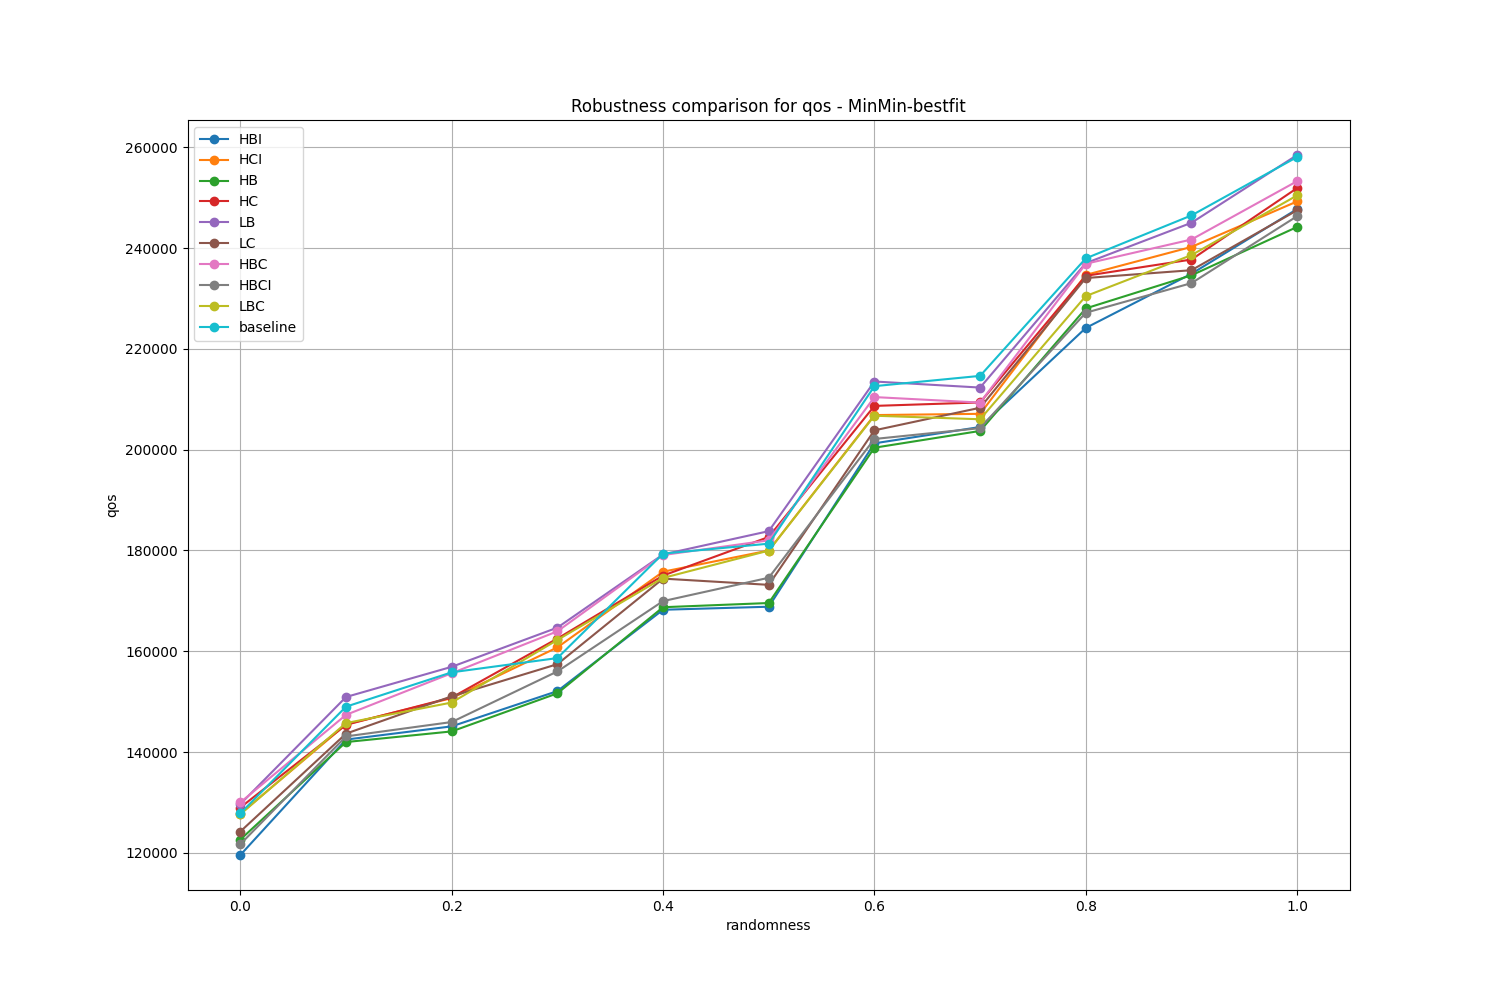 Robustness comparison for qos - MinMin-bestfit
HBI
HCI
HB
HC
LB
LC
HBC
HBCI
LBC
baseline
260000
240000
220000
200000
180000
160000
140000
120000
qos
0.0 0.2 0.4 0.6 0.8 1.0
randomness